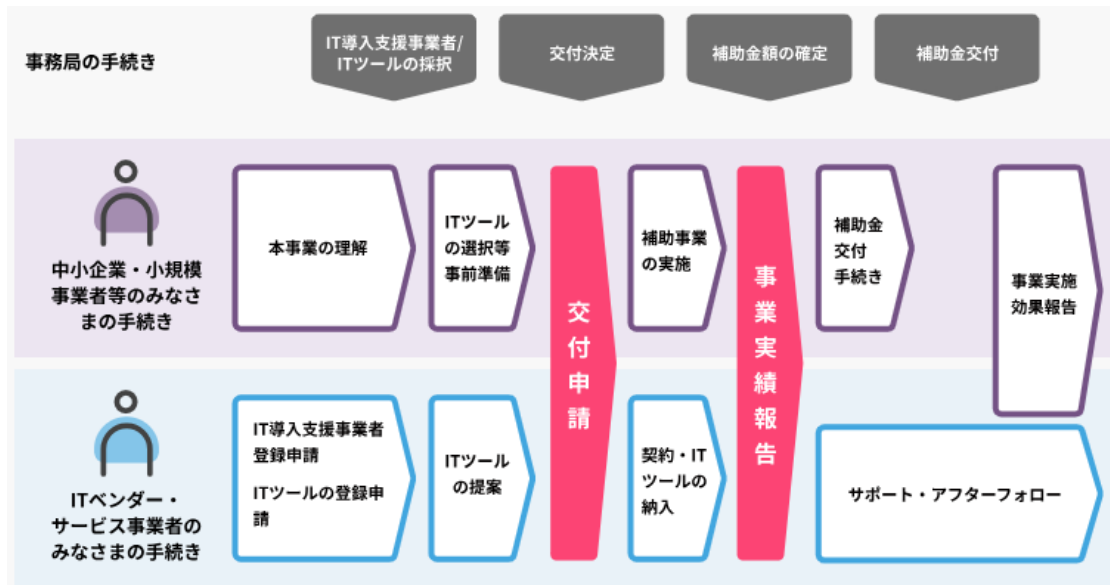 事務局の手続き
IT導入支援事業者/
ITツールの採択
交付決定
補助金額の確定
補助金交付
中小企業・小規模
事業者等のみなさ
まの手続き
本事業の理解
ITツール
の選択等
事前準備
交付申請
補助事業
の実施
事業実績報告
補助金
交付
手続き
事業実施
効果報告
ITベンダー・
サービス事業者の
みなさまの手続き
IT導入支援事業者
登録申請
ITツールの登録申
請
ITツール
の提案
契約・IT
ツールの
納入
サポート・アフターフォロー